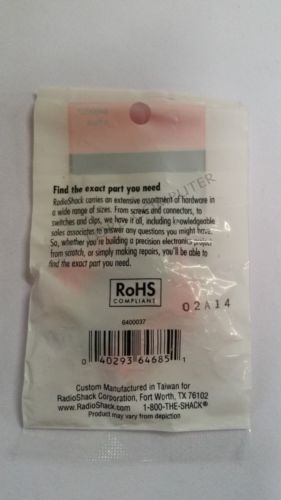 Find the exact part you need
RadioShack carries an extensive assortment of hardware in
a wide range of sizes. From screws and connectors, to
switches and clips, we have it all, including knowledgeable
sales associates to answer any questions you might have.
So, whether you're building a precision electronics project
from scratch, or simply making repairs, you'll be able to
find the exact part you need.
RoHS
COMPLIANT
02A14
6400037
0 40293 64685 1
Custom Manufactured in Taiwan for
RadioShack Corporation, Fort Worth, TX 76102
www.RadioShack.com 1-800-THE-SHACK®
Product may vary from depiction